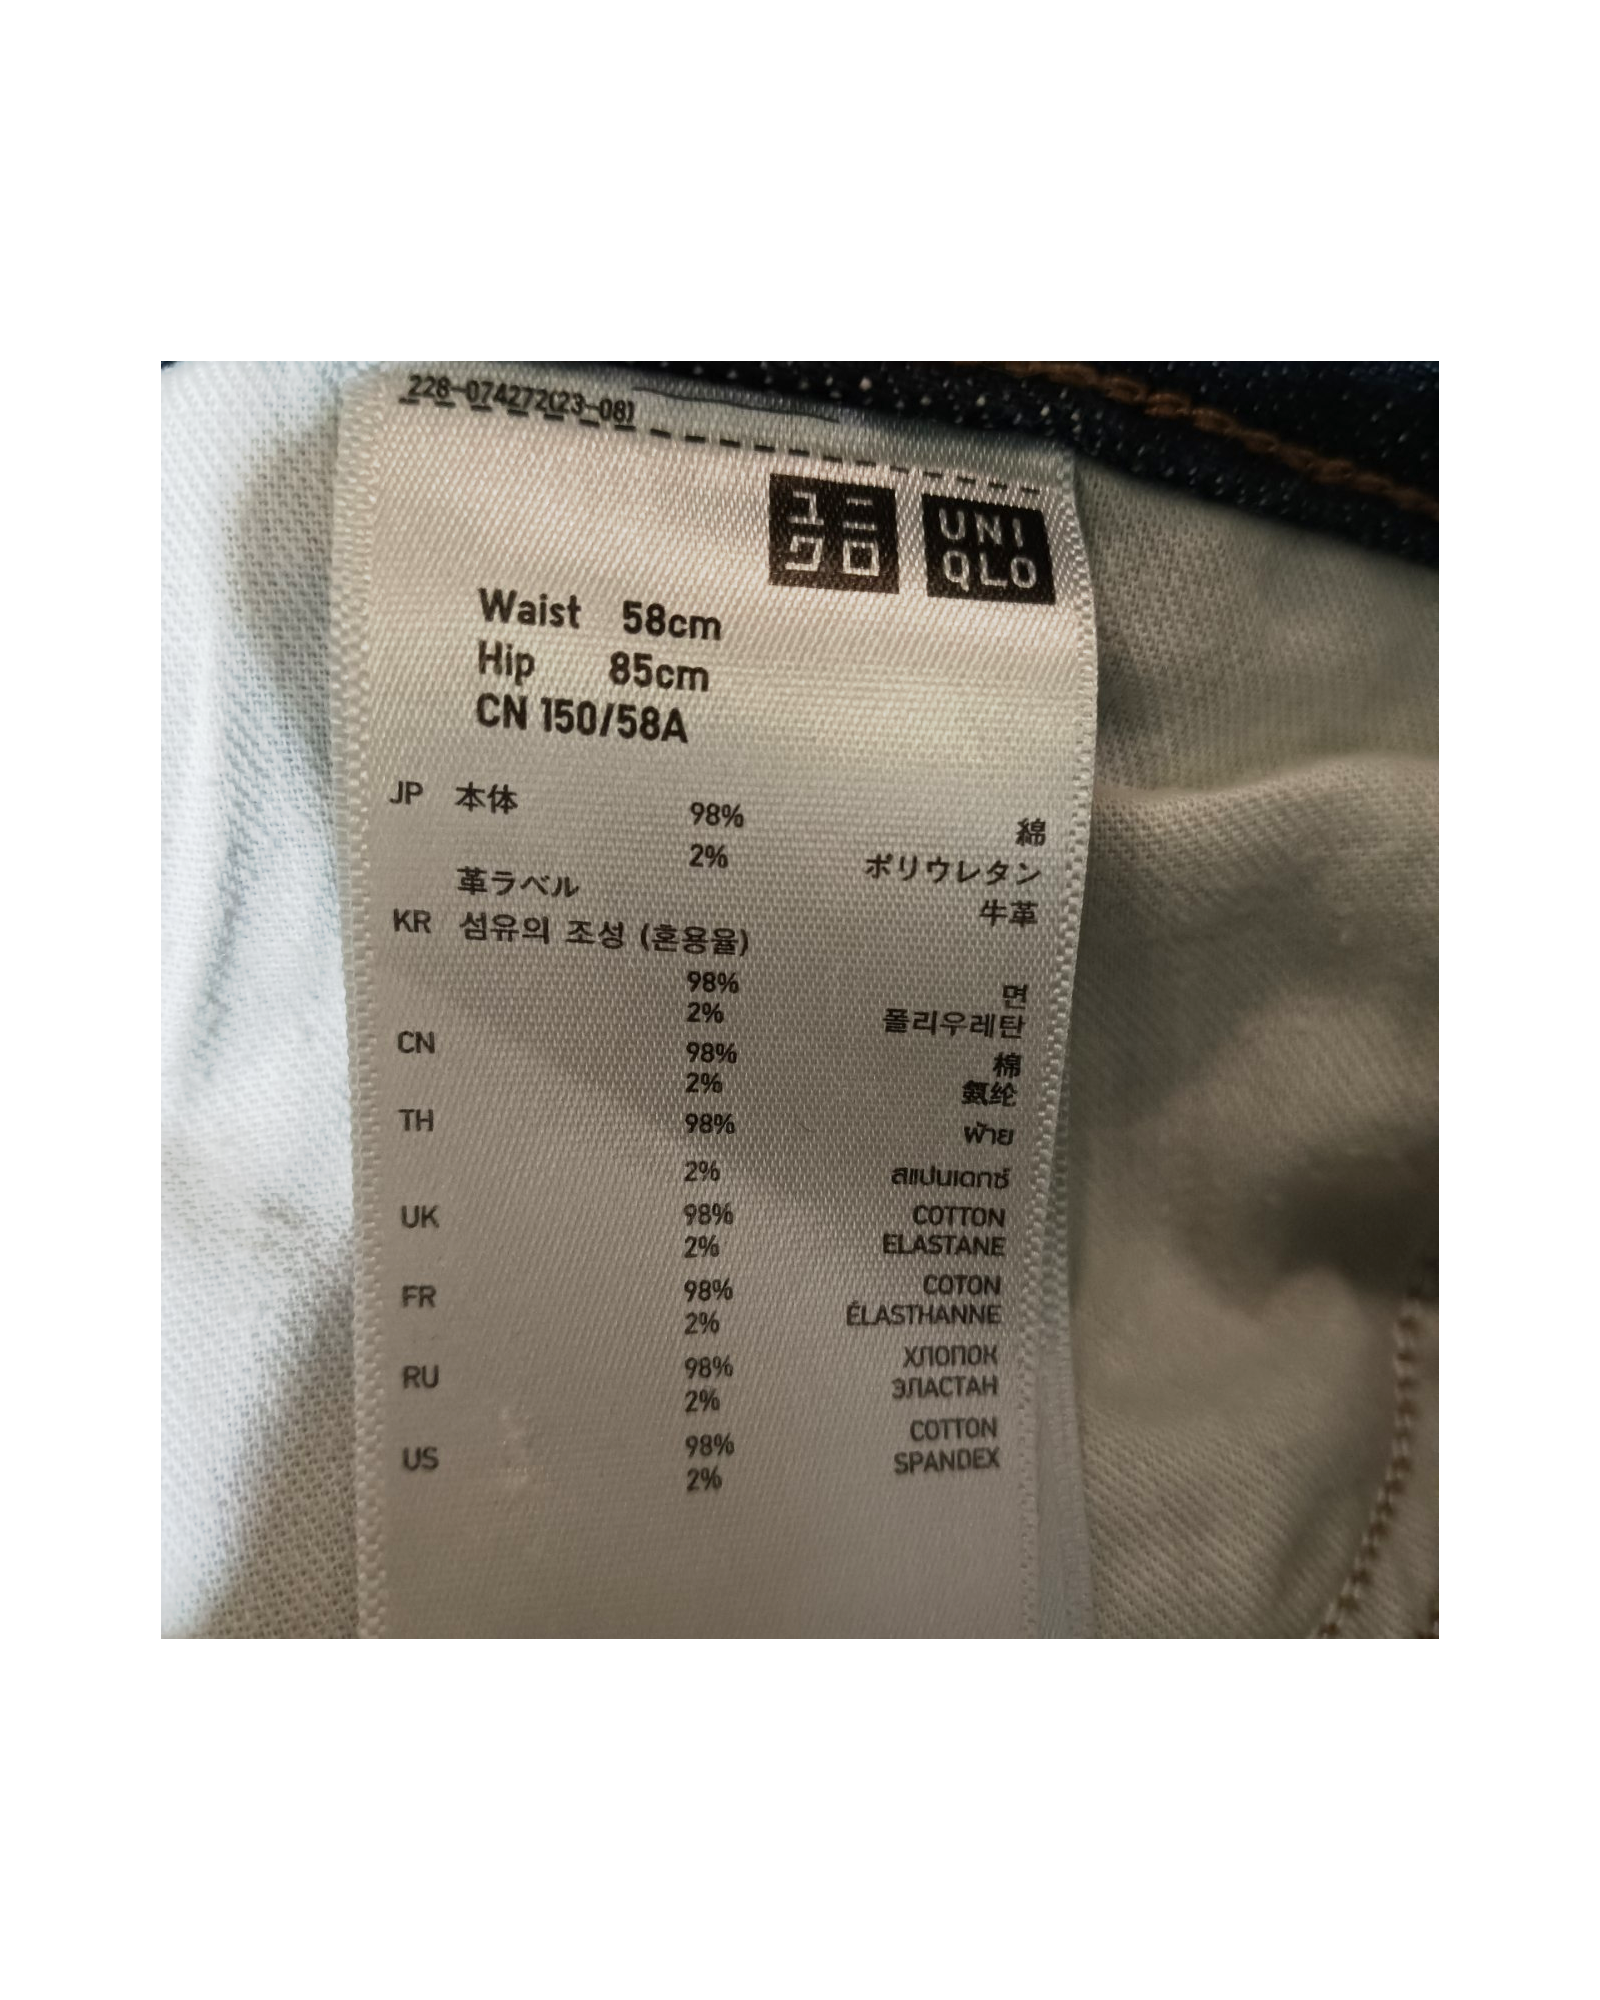 228-074272(23-08)
ユニ UNI
クロ QLO
Waist 58cm
Hip 85cm
CN 150/58A
JP 本体 98% 綿
2% ポリウレタン
革ラベル 牛革
KR 섬유의 조성 (혼용율)
98% 면
2% 폴리우레탄
CN 98% 棉
2% 氨纶
TH 98% ฝ้าย
2% สแปนเดกซ์
UK 98% COTTON
2% ELASTANE
FR 98% COTON
2% ÉLASTHANNE
RU 98% ХЛОПОК
2% ЭЛАСТАН
US 98% COTTON
2% SPANDEX